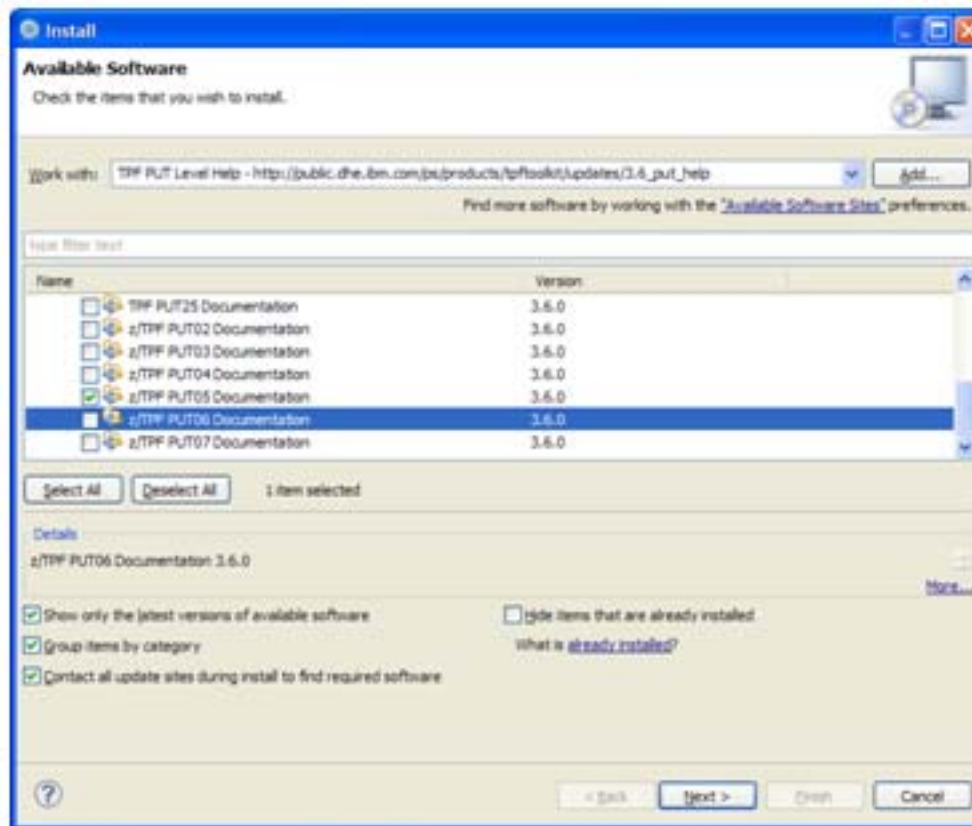 Install
Available Software
Check the items that you wish to install.
Work with: TPF PUT Level Help - http://public.dhe.ibm.com/ps/products/tpftoolkit/updates/3.6_put_help Add...
Find more software by working with the "Available Software Sites" preferences.
type filter text
Name Version
TPF PUT25 Documentation 3.6.0
z/TPF PUT02 Documentation 3.6.0
z/TPF PUT03 Documentation 3.6.0
z/TPF PUT04 Documentation 3.6.0
z/TPF PUT05 Documentation 3.6.0
z/TPF PUT06 Documentation 3.6.0
z/TPF PUT07 Documentation 3.6.0
Select All Deselect All 1 item selected
Details
z/TPF PUT06 Documentation 3.6.0
More...
Show only the latest versions of available software Hide items that are already installed
Group items by category What is already installed?
Contact all update sites during install to find required software
? < Back Next > Finish Cancel